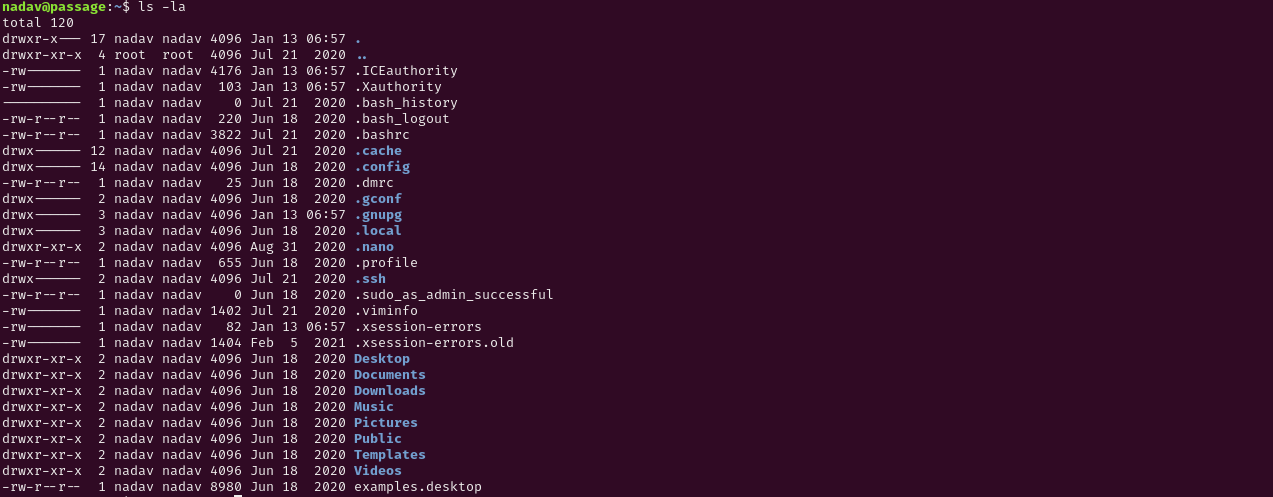 nadav@passage:~$ ls -la
total 120
drwxr-x--- 17 nadav nadav 4096 Jan 13 06:57 .
drwxr-xr-x  4 root  root  4096 Jul 21  2020 ..
-rw-------  1 nadav nadav 4176 Jan 13 06:57 .ICEauthority
-rw-------  1 nadav nadav  103 Jan 13 06:57 .Xauthority
----------  1 nadav nadav    0 Jul 21  2020 .bash_history
-rw-r--r--  1 nadav nadav  220 Jun 18  2020 .bash_logout
-rw-r--r--  1 nadav nadav 3822 Jul 21  2020 .bashrc
drwx------ 12 nadav nadav 4096 Jul 21  2020 .cache
drwx------ 14 nadav nadav 4096 Jun 18  2020 .config
-rw-r--r--  1 nadav nadav   25 Jun 18  2020 .dmrc
drwx------  2 nadav nadav 4096 Jun 18  2020 .gconf
drwx------  3 nadav nadav 4096 Jan 13 06:57 .gnupg
drwx------  3 nadav nadav 4096 Jun 18  2020 .local
drwxr-xr-x  2 nadav nadav 4096 Aug 31  2020 .nano
-rw-r--r--  1 nadav nadav  655 Jun 18  2020 .profile
drwx------  2 nadav nadav 4096 Jul 21  2020 .ssh
-rw-r--r--  1 nadav nadav    0 Jun 18  2020 .sudo_as_admin_successful
-rw-------  1 nadav nadav 1402 Jul 21  2020 .viminfo
-rw-------  1 nadav nadav   82 Jan 13 06:57 .xsession-errors
-rw-------  1 nadav nadav 1404 Feb  5  2021 .xsession-errors.old
drwxr-xr-x  2 nadav nadav 4096 Jun 18  2020 Desktop
drwxr-xr-x  2 nadav nadav 4096 Jun 18  2020 Documents
drwxr-xr-x  2 nadav nadav 4096 Jun 18  2020 Downloads
drwxr-xr-x  2 nadav nadav 4096 Jun 18  2020 Music
drwxr-xr-x  2 nadav nadav 4096 Jun 18  2020 Pictures
drwxr-xr-x  2 nadav nadav 4096 Jun 18  2020 Public
drwxr-xr-x  2 nadav nadav 4096 Jun 18  2020 Templates
drwxr-xr-x  2 nadav nadav 4096 Jun 18  2020 Videos
-rw-r--r--  1 nadav nadav 8980 Jun 18  2020 examples.desktop